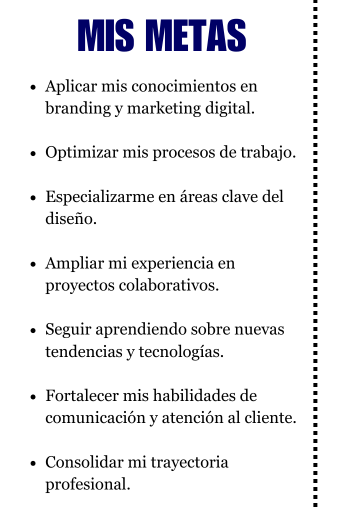 MIS METAS
• Aplicar mis conocimientos en
branding y marketing digital.
• Optimizar mis procesos de trabajo.
• Especializarme en áreas clave del
diseño.
• Ampliar mi experiencia en
proyectos colaborativos.
• Seguir aprendiendo sobre nuevas
tendencias y tecnologías.
• Fortalecer mis habilidades de
comunicación y atención al cliente.
• Consolidar mi trayectoria
profesional.